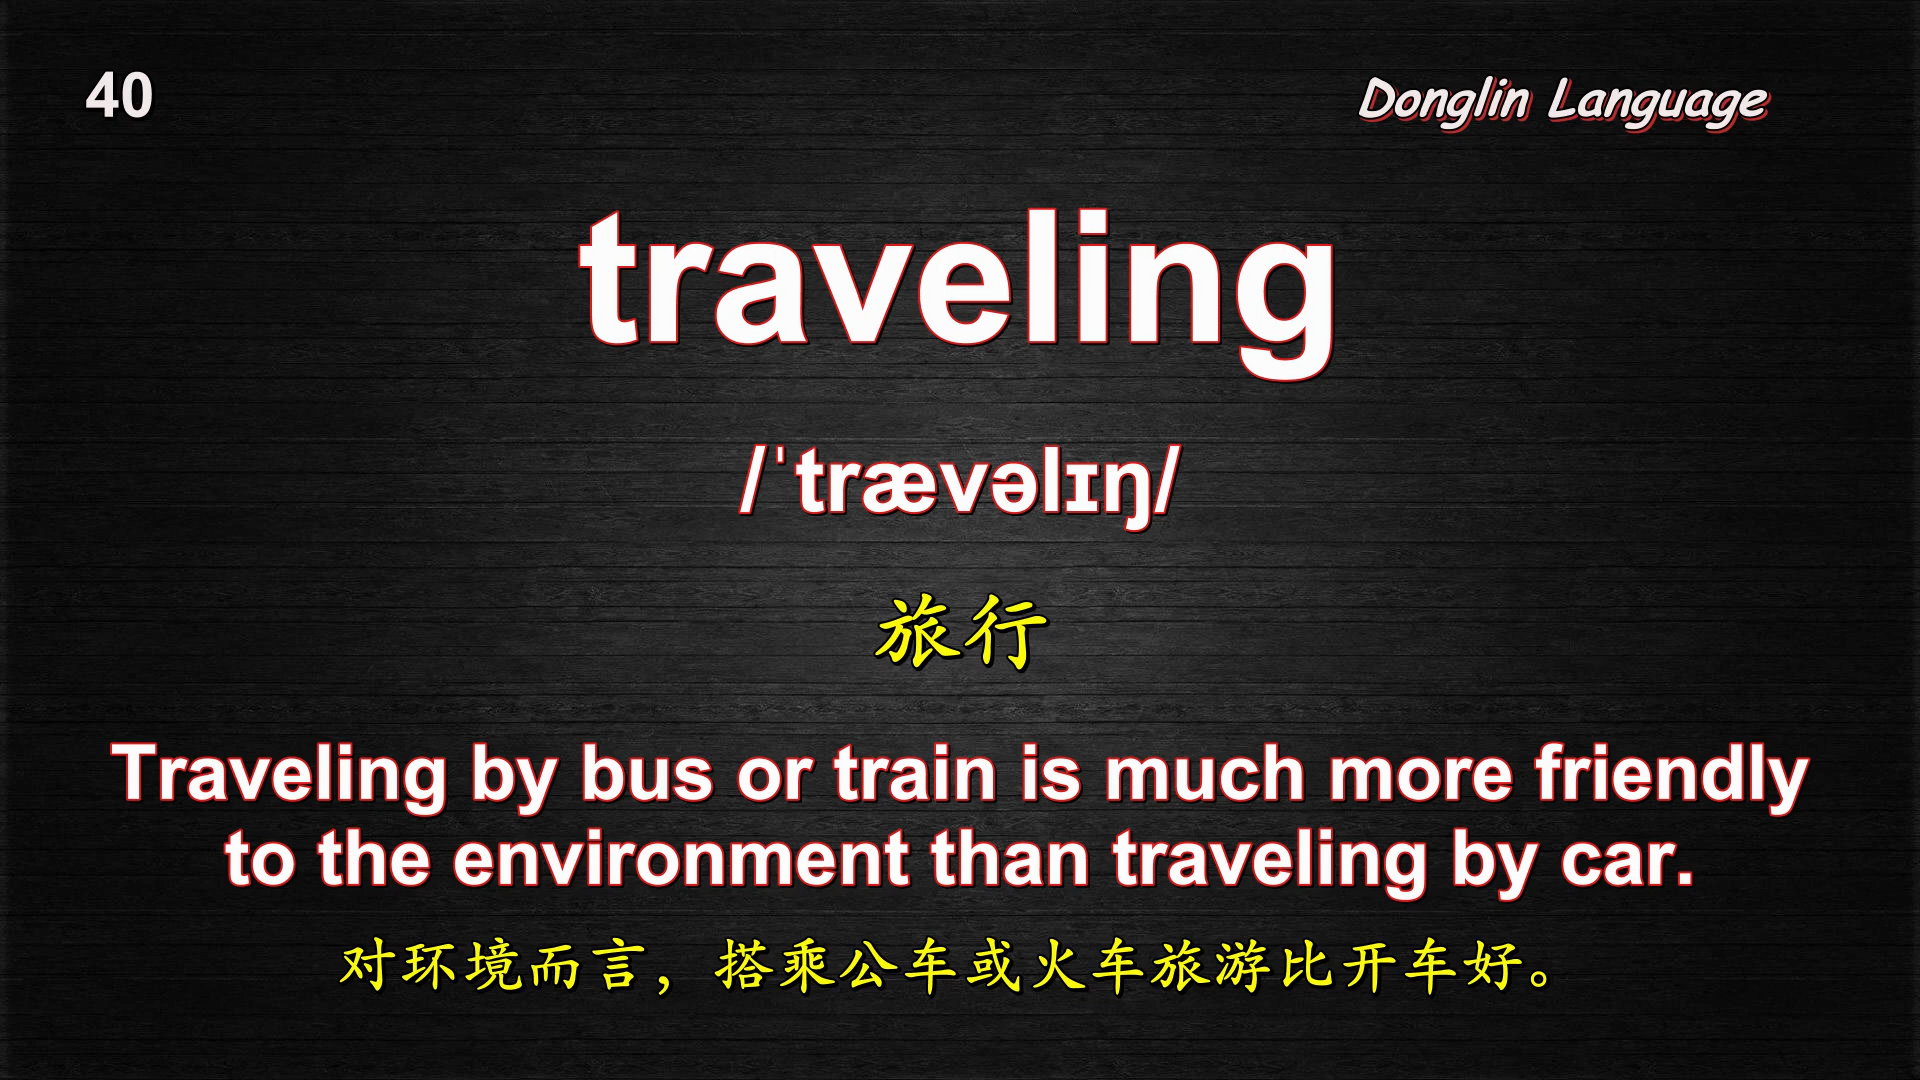 40
Donglin Language
traveling
/ˈtrævəlɪŋ/
旅行
Traveling by bus or train is much more friendly
to the environment than traveling by car.
对环境而言，搭乘公车或火车旅游比开车好。